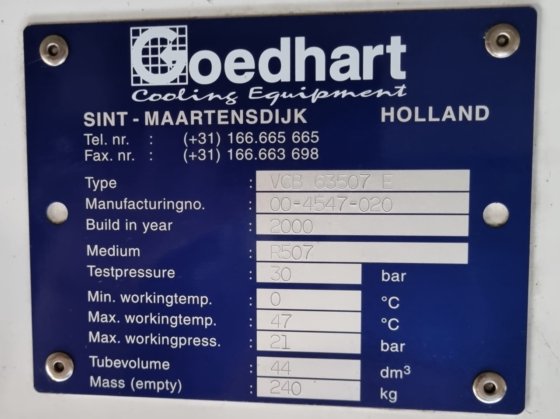 Goedhart
Cooling Equipment
SINT - MAARTENSDIJK HOLLAND
Tel. nr. : (+31) 166.665 665
Fax. nr. : (+31) 166.663 698
Type : VCB 63507 E
Manufacturingno. : 00-4547-020
Build in year : 2000
Medium : R507
Testpressure : 30 bar
Min. workingtemp. : 0 °C
Max. workingtemp. : 47 °C
Max. workingpress. : 21 bar
Tubevolume : 44 dm³
Mass (empty) : 240 kg